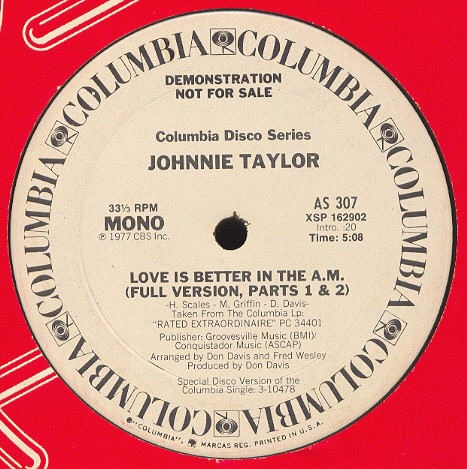 COLUMBIA COLUMBIA COLUMBIA COLUMBIA COLUMBIA COLUMBIA
DEMONSTRATION
NOT FOR SALE
Columbia Disco Series
JOHNNIE TAYLOR
33⅓ RPM
MONO
℗ 1977 CBS Inc.
AS 307
XSP 162902
Intro. :20
Time: 5:08
LOVE IS BETTER IN THE A.M.
(FULL VERSION, PARTS 1 & 2)
-H. Scales - M. Griffin - D. Davis-
Taken From The Columbia Lp:
"RATED EXTRAORDINAIRE" PC 34401
Publisher: Groovesville Music (BMI)/
Conquistador Music (ASCAP)
Arranged by Don Davis and Fred Wesley
Produced by Don Davis
Special Disco Version of the
Columbia Single: 3-10478
® "COLUMBIA", MARCAS REG. PRINTED IN U.S.A.